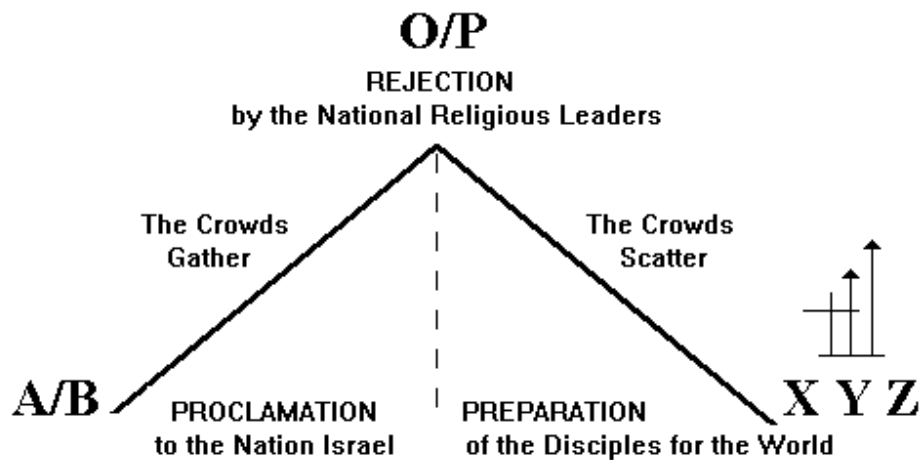 O/P
REJECTION
by the National Religious Leaders
The Crowds
Gather
The Crowds
Scatter
A/B
PROCLAMATION
to the Nation Israel
PREPARATION
of the Disciples for the World
X Y Z